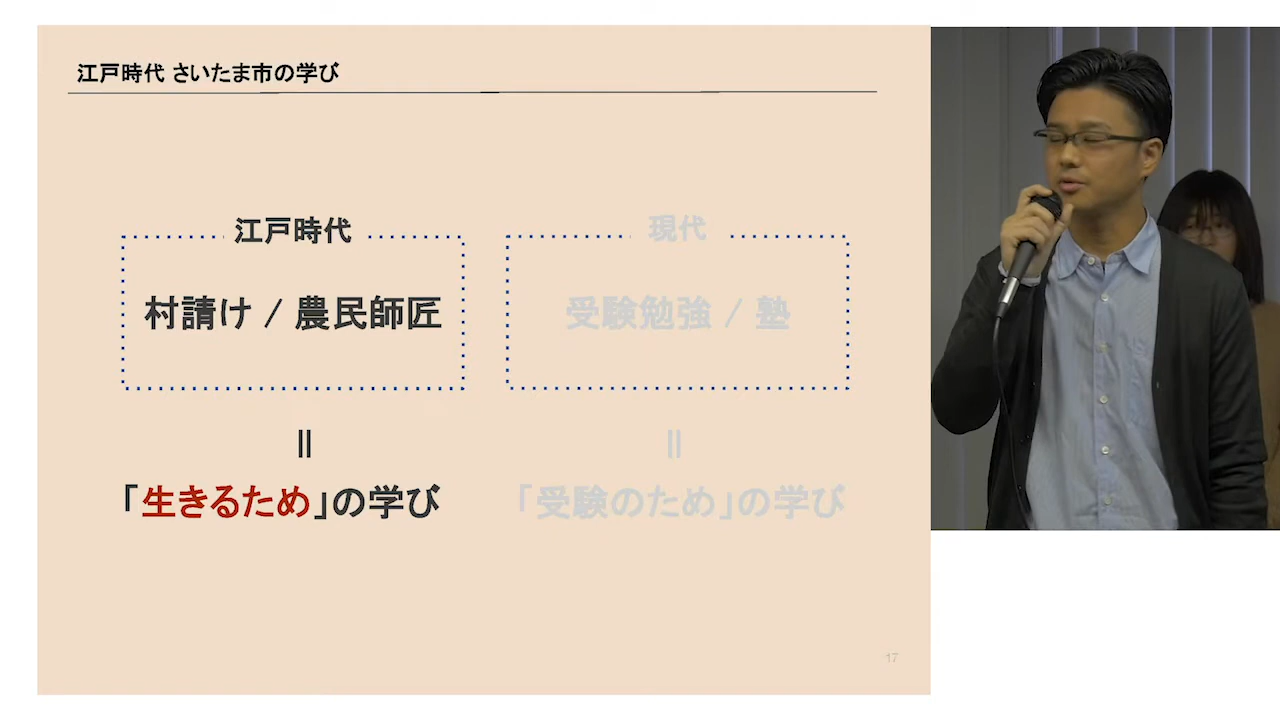 江戸時代 さいたま市の学び
江戸時代
村請け / 農民師匠
||
「生きるため」の学び
現代
受験勉強 / 塾
||
「受験のため」の学び
17